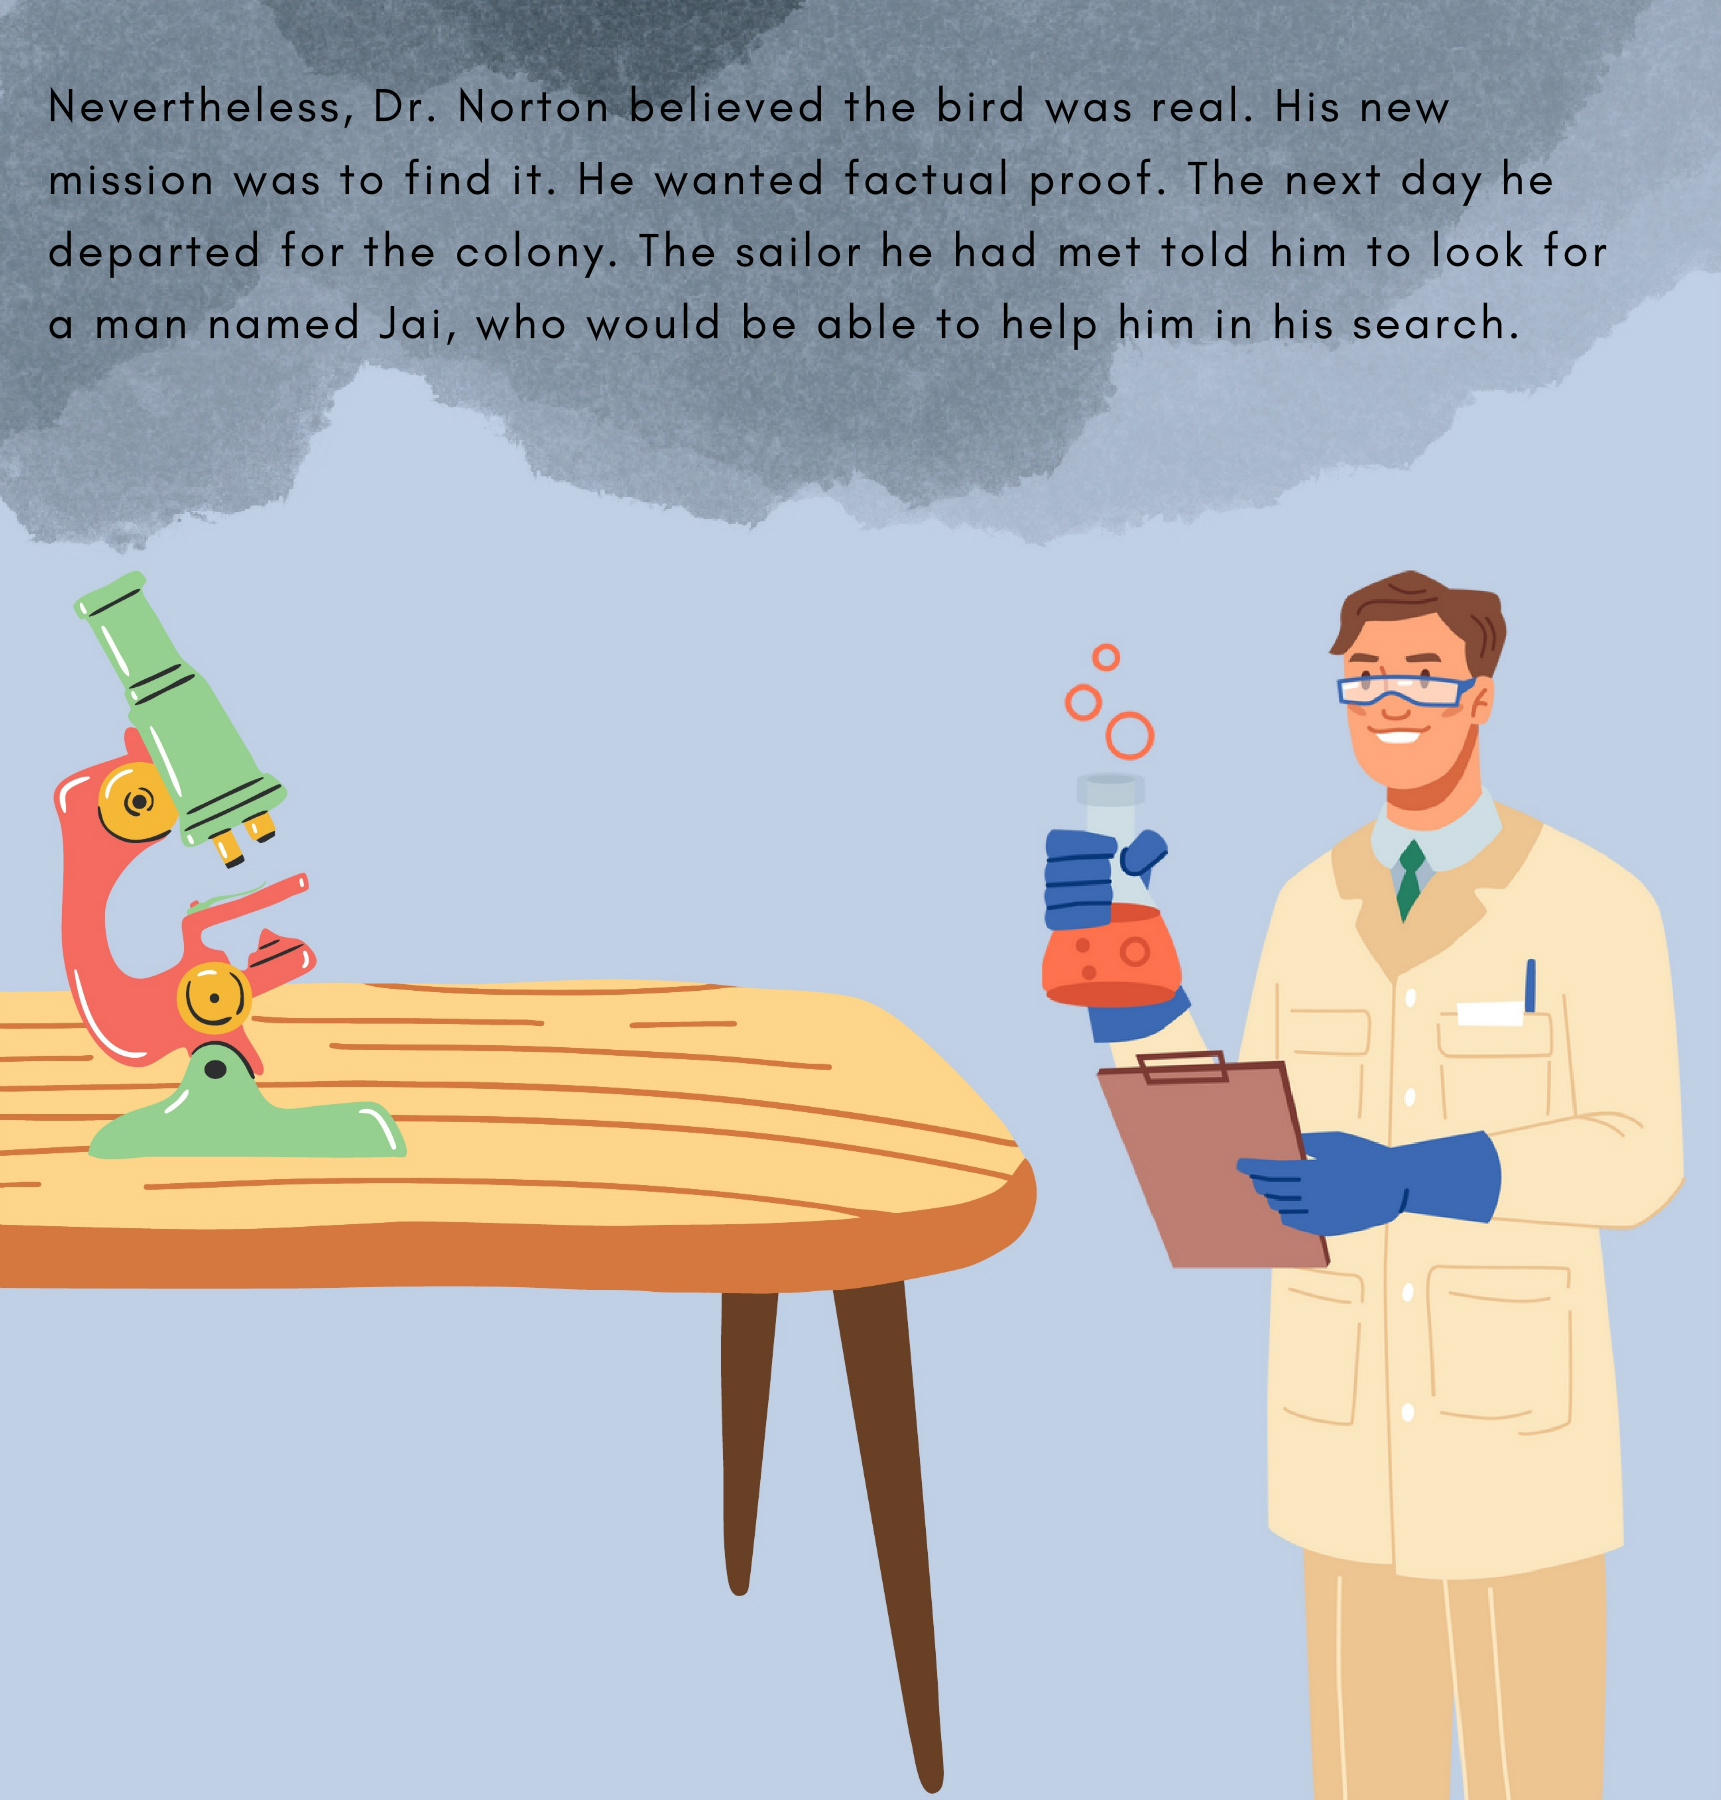 Nevertheless, Dr. Norton believed the bird was real. His new
mission was to find it. He wanted factual proof. The next day he
departed for the colony. The sailor he had met told him to look for
a man named Jai, who would be able to help him in his search.